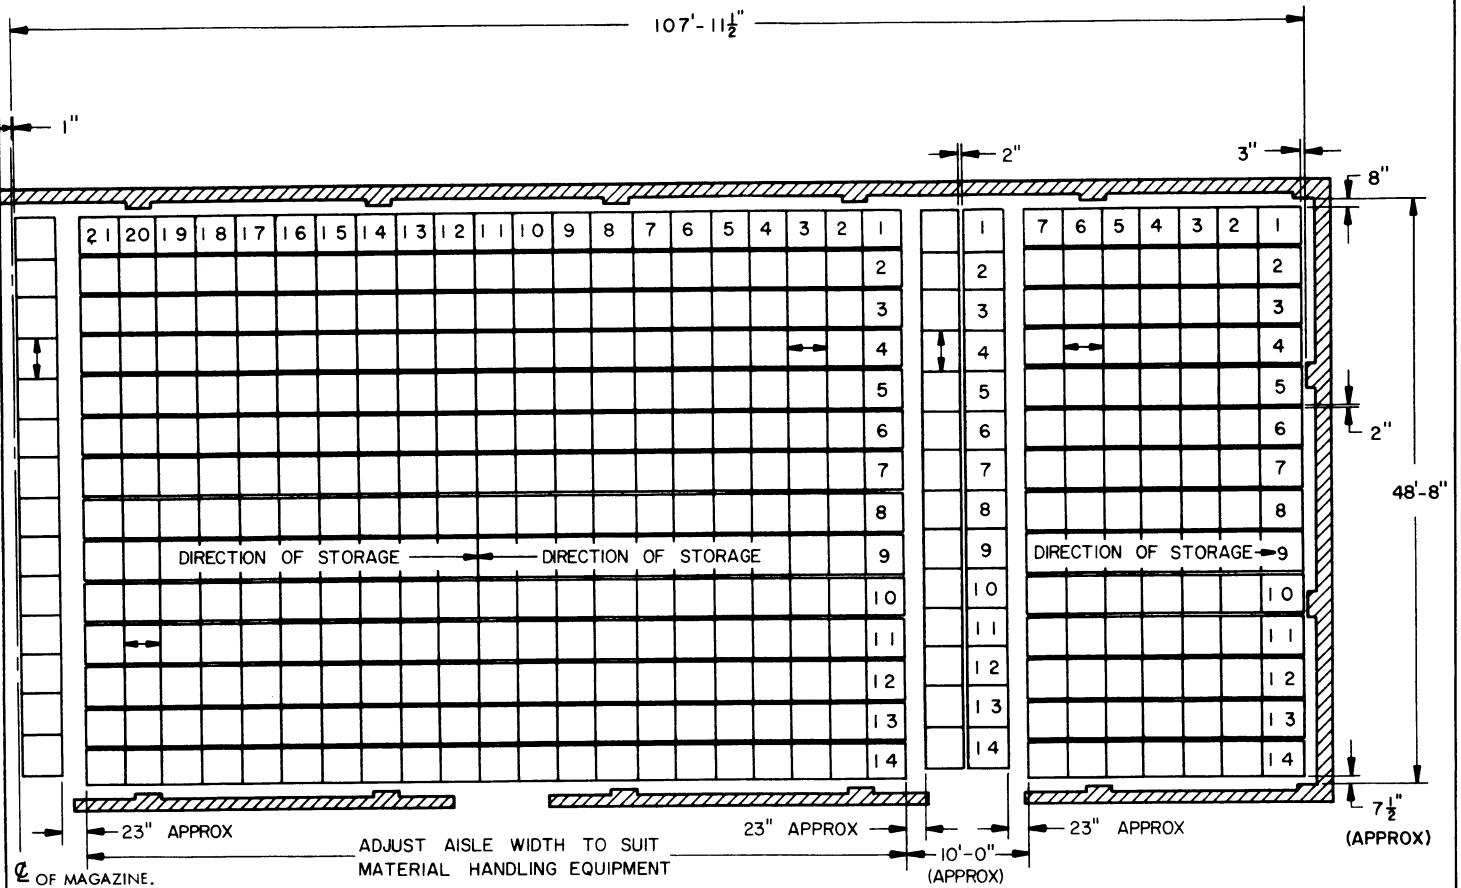 107'-11½"
1"
2"
3"
8"
21 20 19 18 17 16 15 14 13 12 11 10 9 8 7 6 5 4 3 2 1 1 7 6 5 4 3 2 1
2 2 2
3 3 3
4 4 4
5 5 5
6 6 6
2"
7 7 7
8 8 8
48'-8"
DIRECTION OF STORAGE DIRECTION OF STORAGE 9 9 DIRECTION OF STORAGE 9
10 10 10
11 11 11
12 12 12
13 13 13
14 14 14
7½"
(APPROX)
23" APPROX 23" APPROX 23" APPROX
ADJUST AISLE WIDTH TO SUIT
MATERIAL HANDLING EQUIPMENT
10'-0"
(APPROX)
℄ OF MAGAZINE.